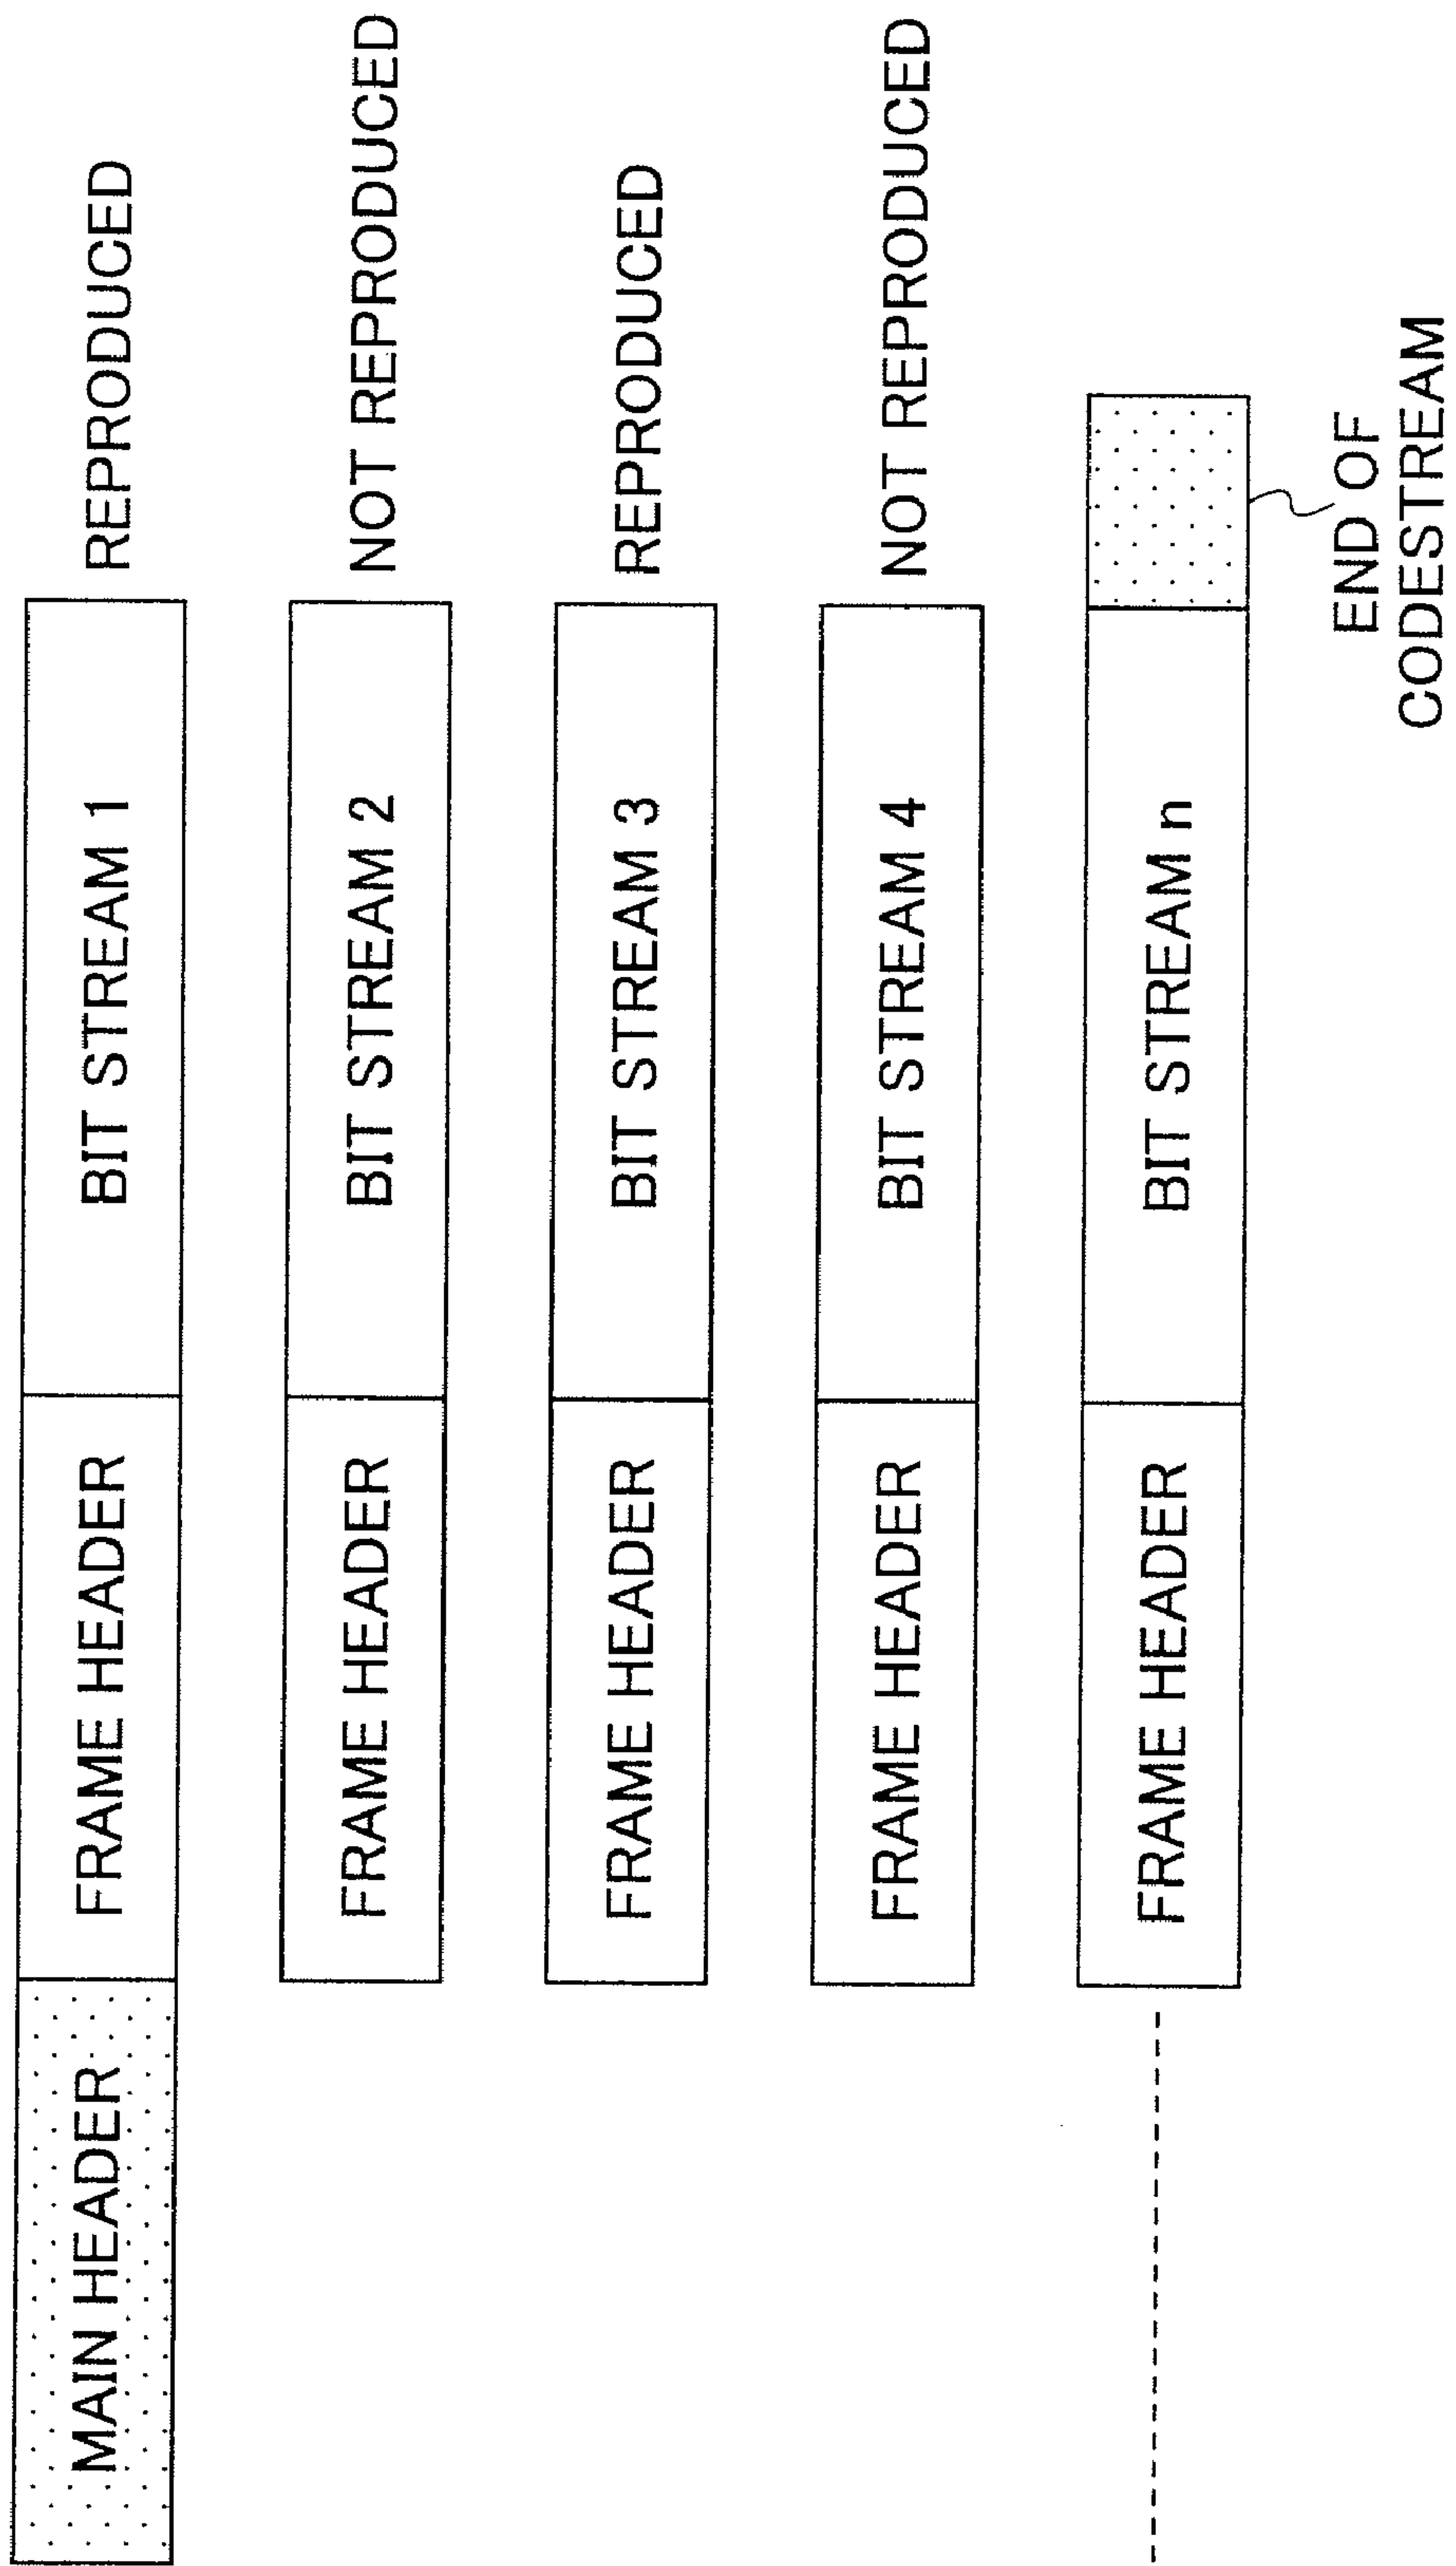 MAIN HEADER
FRAME HEADER
BIT STREAM 1
REPRODUCED
FRAME HEADER
BIT STREAM 2
NOT REPRODUCED
FRAME HEADER
BIT STREAM 3
REPRODUCED
FRAME HEADER
BIT STREAM 4
NOT REPRODUCED
FRAME HEADER
BIT STREAM n
END OF
CODESTREAM